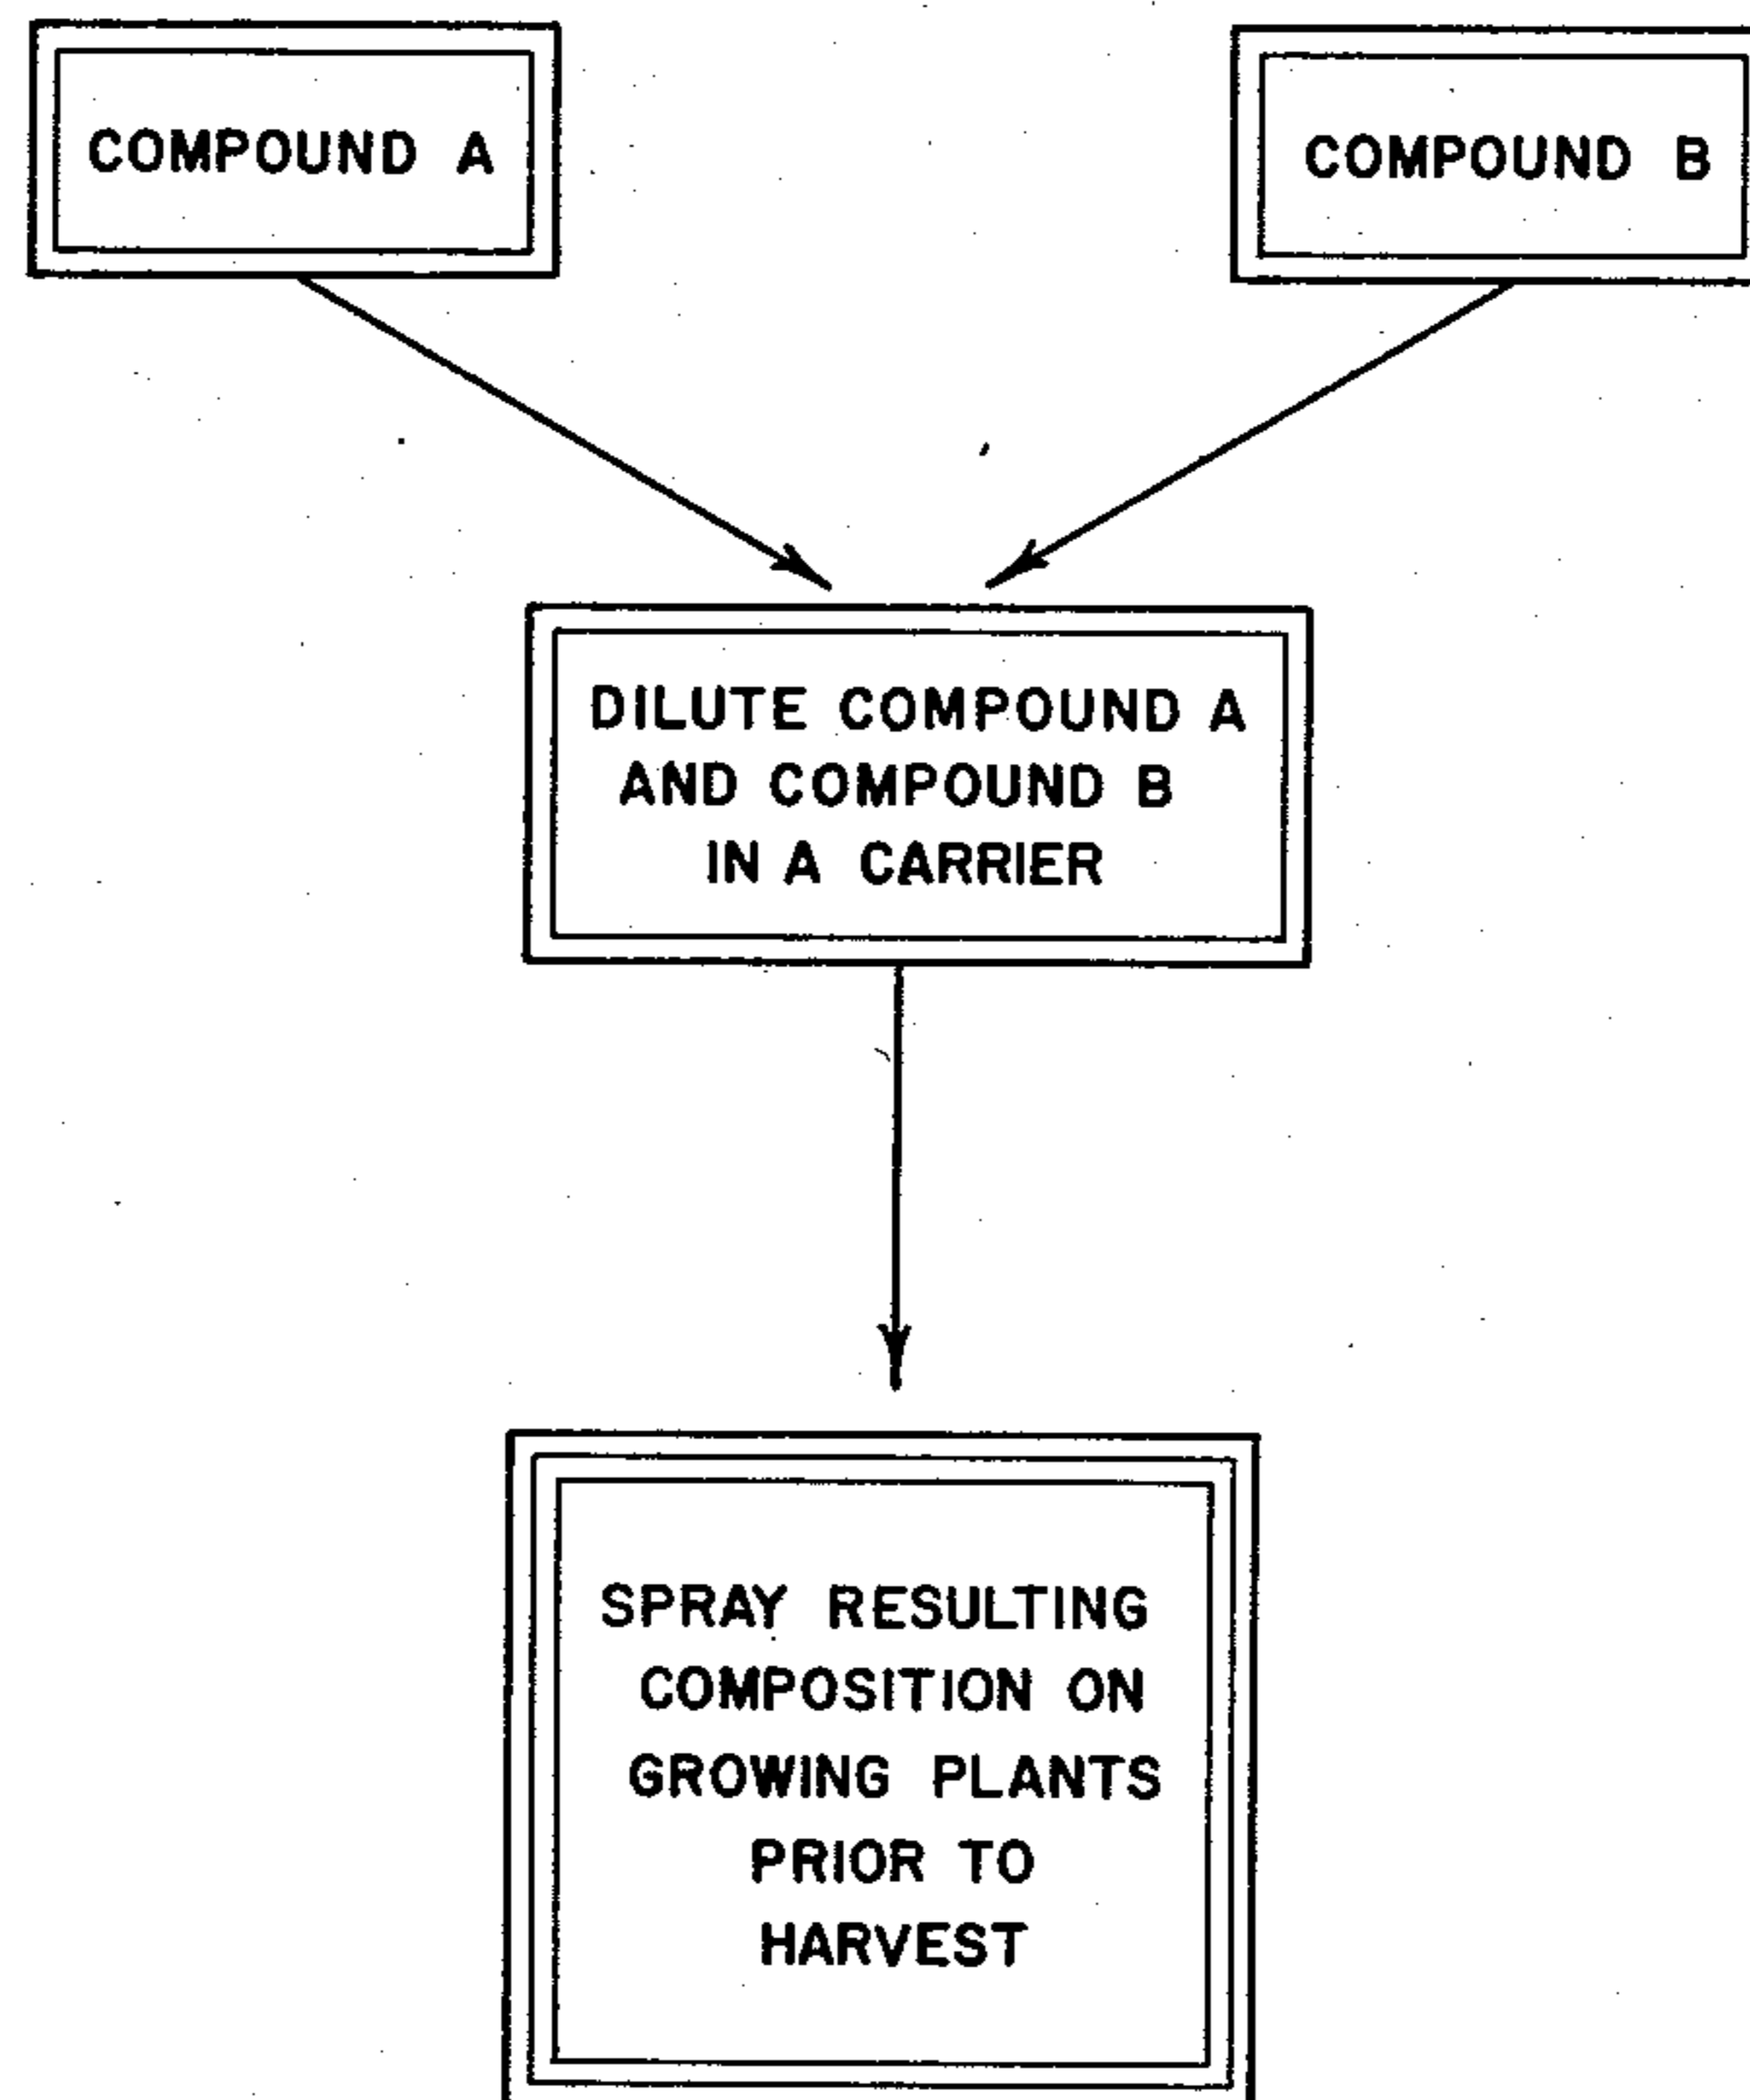 COMPOUND A
COMPOUND B
DILUTE COMPOUND A
AND COMPOUND B
IN A CARRIER
SPRAY RESULTING
COMPOSITION ON
GROWING PLANTS
PRIOR TO
HARVEST